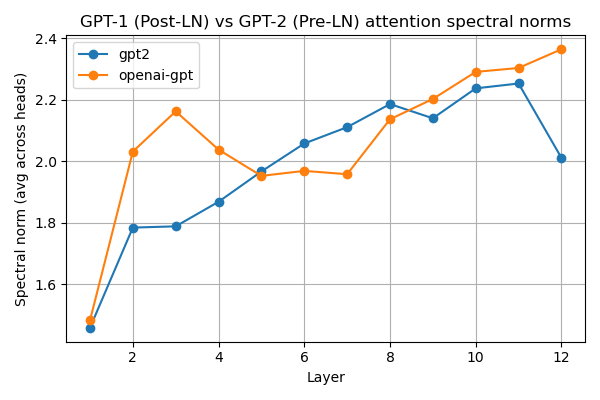 GPT-1 (Post-LN) vs GPT-2 (Pre-LN) attention spectral norms
gpt2
openai-gpt
Spectral norm (avg across heads)
2.4
2.2
2.0
1.8
1.6
2 4 6 8 10 12
Layer